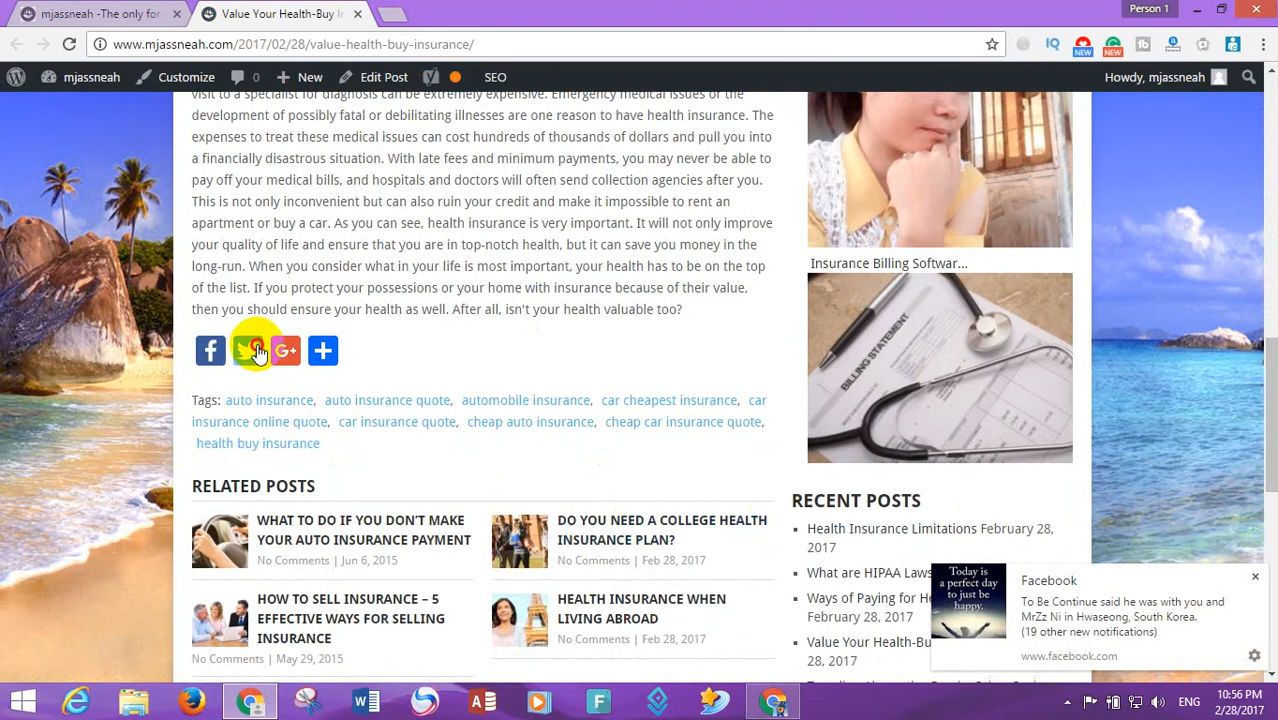 mjassneah -The only for
Value Your Health-Buy I
Person 1
www.mjassneah.com/2017/02/28/value-health-buy-insurance/
NEW
NEW
mjassneah
Customize
0
New
Edit Post
SEO
Howdy, mjassneah
visit to a specialist for diagnosis can be extremely expensive. Emergency medical issues or the
development of possibly fatal or debilitating illnesses are one reason to have health insurance. The
expenses to treat these medical issues can cost hundreds of thousands of dollars and pull you into
a financially disastrous situation. With late fees and minimum payments, you may never be able to
pay off your medical bills, and hospitals and doctors will often send collection agencies after you.
This is not only inconvenient but can also ruin your credit and make it impossible to rent an
apartment or buy a car. As you can see, health insurance is very important. It will not only improve
your quality of life and ensure that you are in top-notch health, but it can save you money in the
long-run. When you consider what in your life is most important, your health has to be on the top
of the list. If you protect your possessions or your home with insurance because of their value,
then you should ensure your health as well. After all, isn't your health valuable too?
Tags: auto insurance, auto insurance quote, automobile insurance, car cheapest insurance, car
insurance online quote, car insurance quote, cheap auto insurance, cheap car insurance quote,
health buy insurance
RELATED POSTS
WHAT TO DO IF YOU DON'T MAKE
YOUR AUTO INSURANCE PAYMENT
No Comments | Jun 6, 2015
DO YOU NEED A COLLEGE HEALTH
INSURANCE PLAN?
No Comments | Feb 28, 2017
HOW TO SELL INSURANCE – 5
EFFECTIVE WAYS FOR SELLING
INSURANCE
No Comments | May 29, 2015
HEALTH INSURANCE WHEN
LIVING ABROAD
No Comments | Feb 28, 2017
Insurance Billing Softwar...
BILLING STATEMENT
RECENT POSTS
Health Insurance Limitations February 28,
2017
What are HIPAA Laws
Ways of Paying for He
February 28, 2017
Value Your Health-Bu
28, 2017
Today is
a perfect day
to just be
happy.
Facebook
To Be Continue said he was with you and
MrZz Ni in Hwaseong, South Korea.
(19 other new notifications)
www.facebook.com
ENG
10:56 PM
2/28/2017